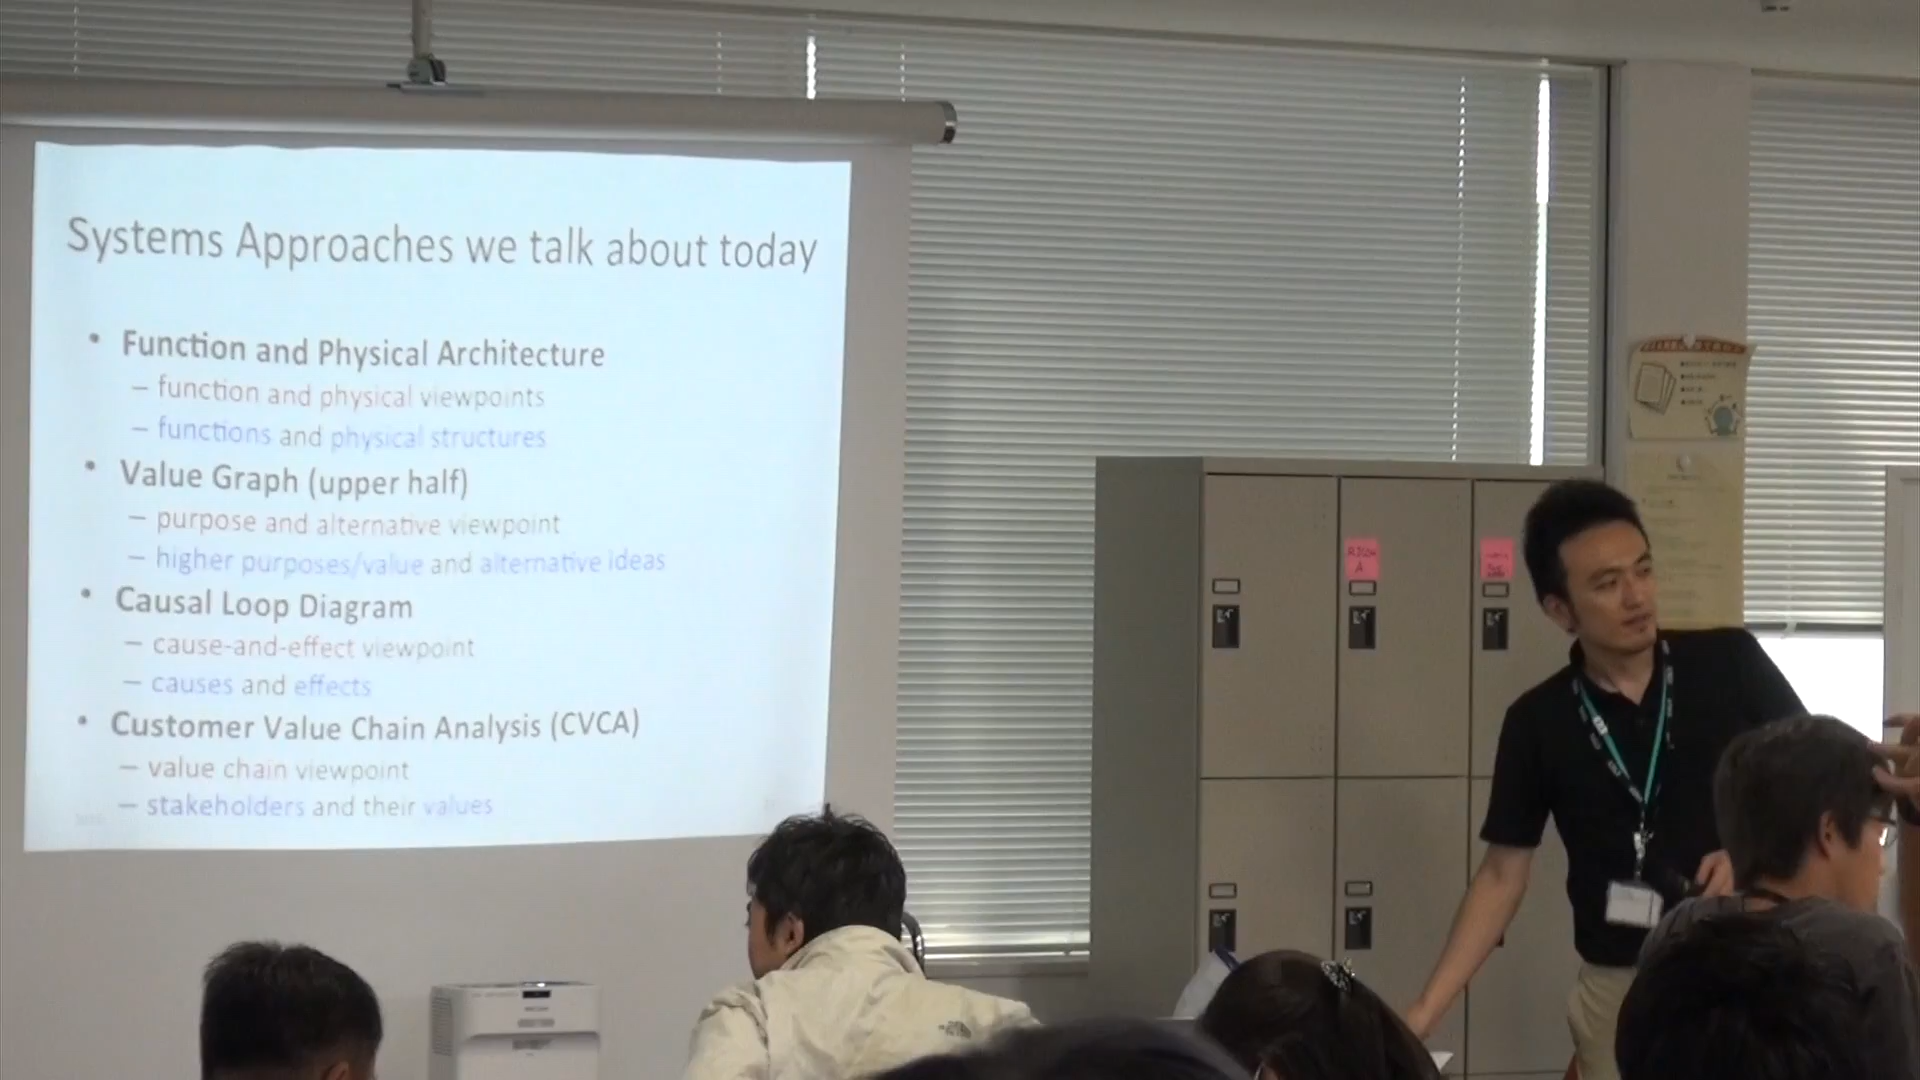 Systems Approaches we talk about today
• Function and Physical Architecture
– function and physical viewpoints
– functions and physical structures
• Value Graph (upper half)
– purpose and alternative viewpoint
– higher purposes/value and alternative ideas
• Causal Loop Diagram
– cause-and-effect viewpoint
– causes and effects
• Customer Value Chain Analysis (CVCA)
– value chain viewpoint
– stakeholders and their values
A